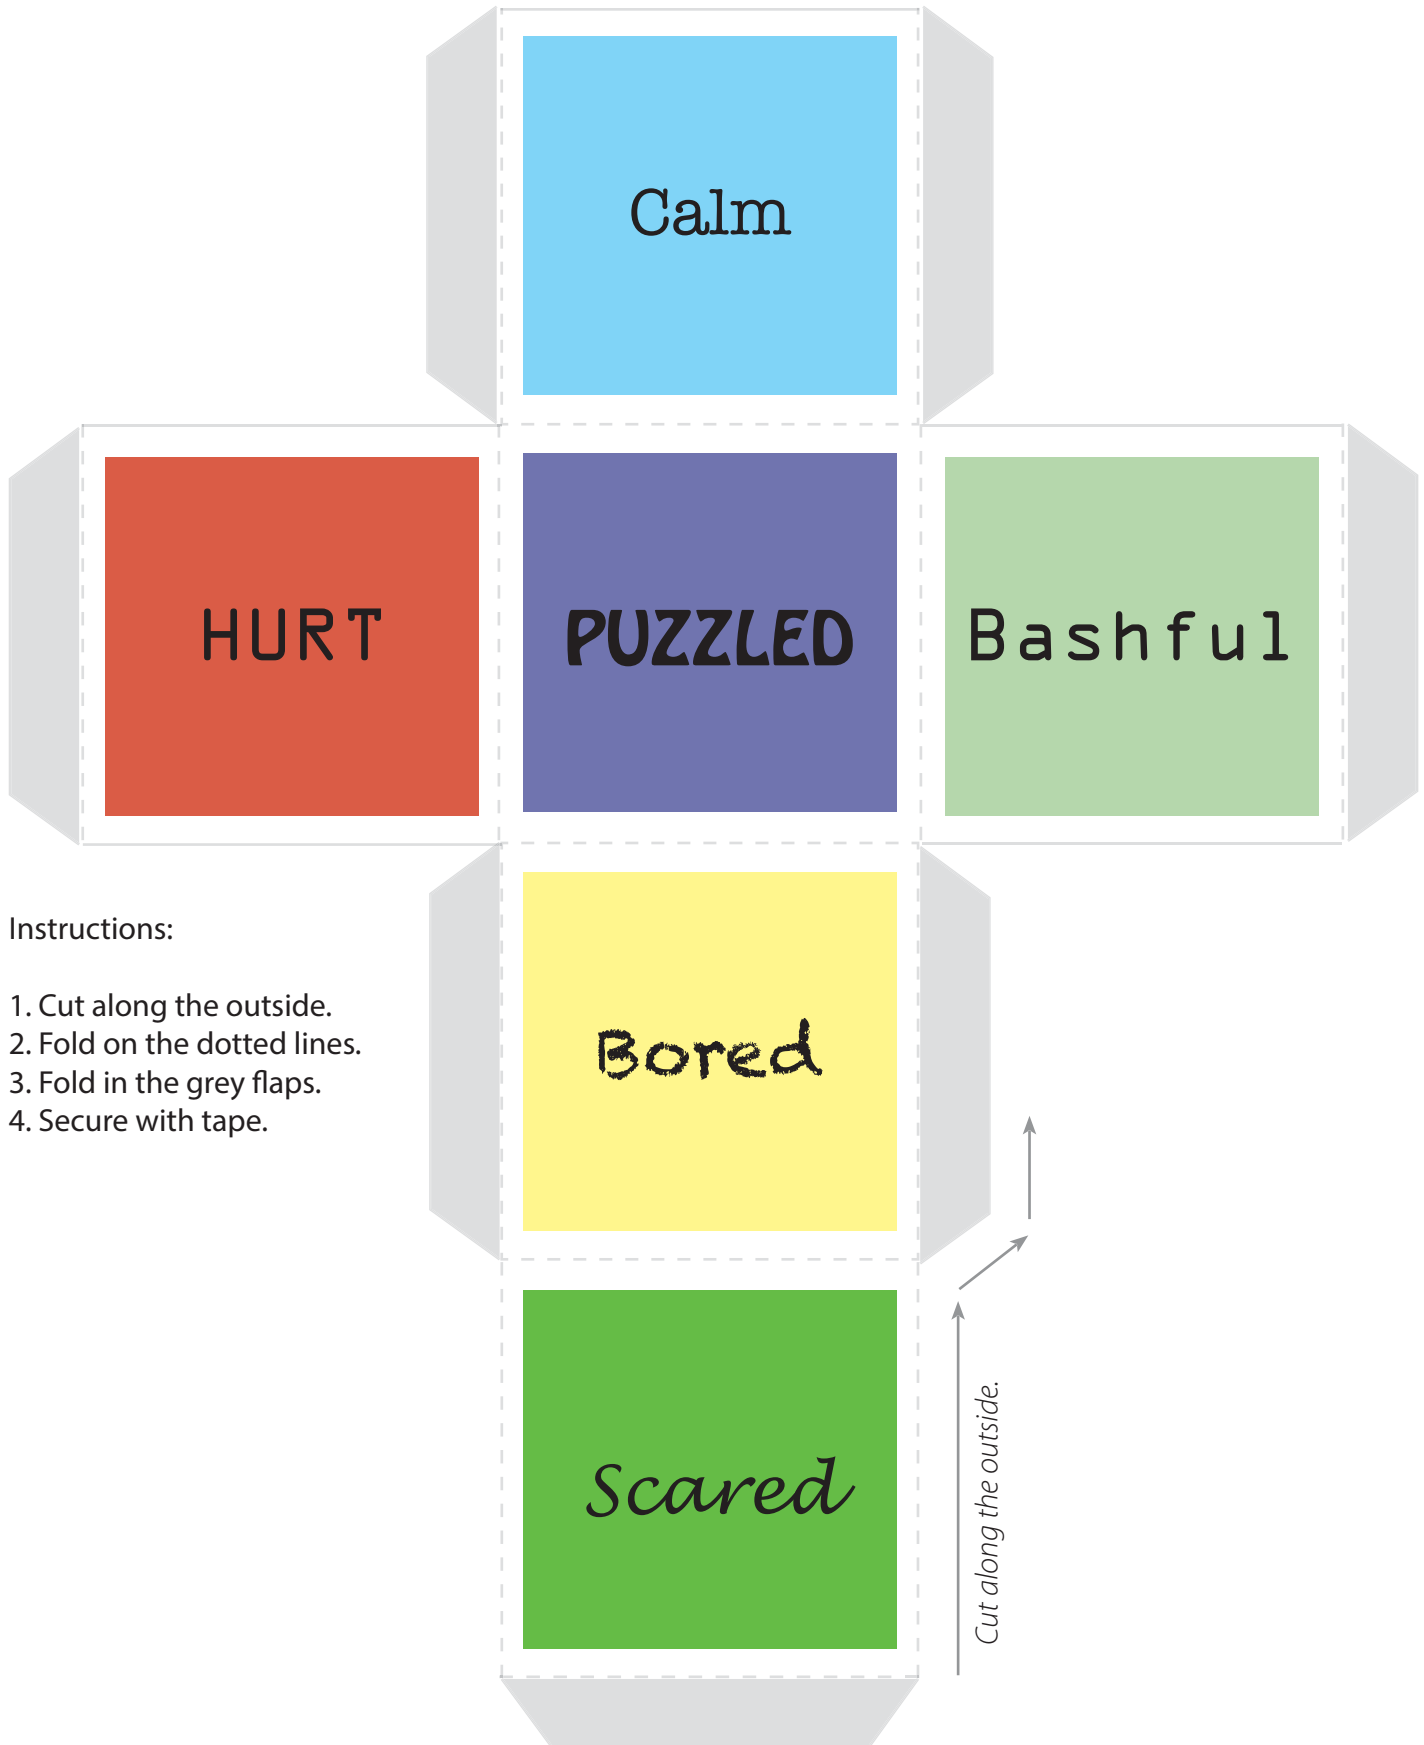 Calm
HURT
PUZZLED
Bashful
Instructions:
1. Cut along the outside.
2. Fold on the dotted lines.
3. Fold in the grey flaps.
4. Secure with tape.
Bored
Scared
Cut along the outside.